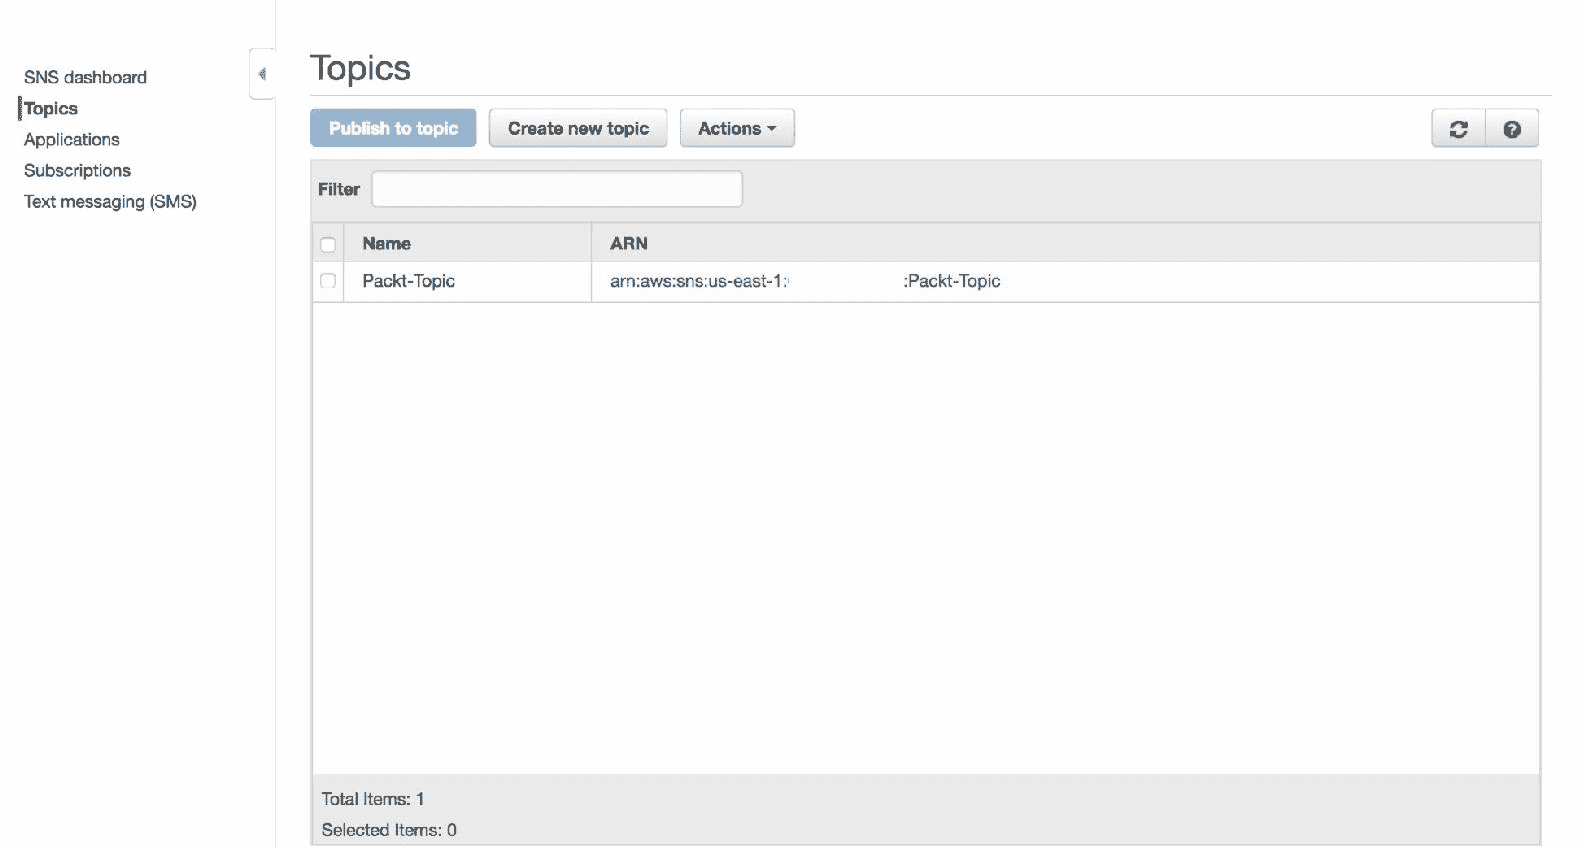 SNS dashboard
Topics
Applications
Subscriptions
Text messaging (SMS)
Topics
Publish to topic
Create new topic
Actions
Filter
Name
ARN
Packt-Topic
arn:aws:sns:us-east-1: :Packt-Topic
Total Items: 1
Selected Items: 0